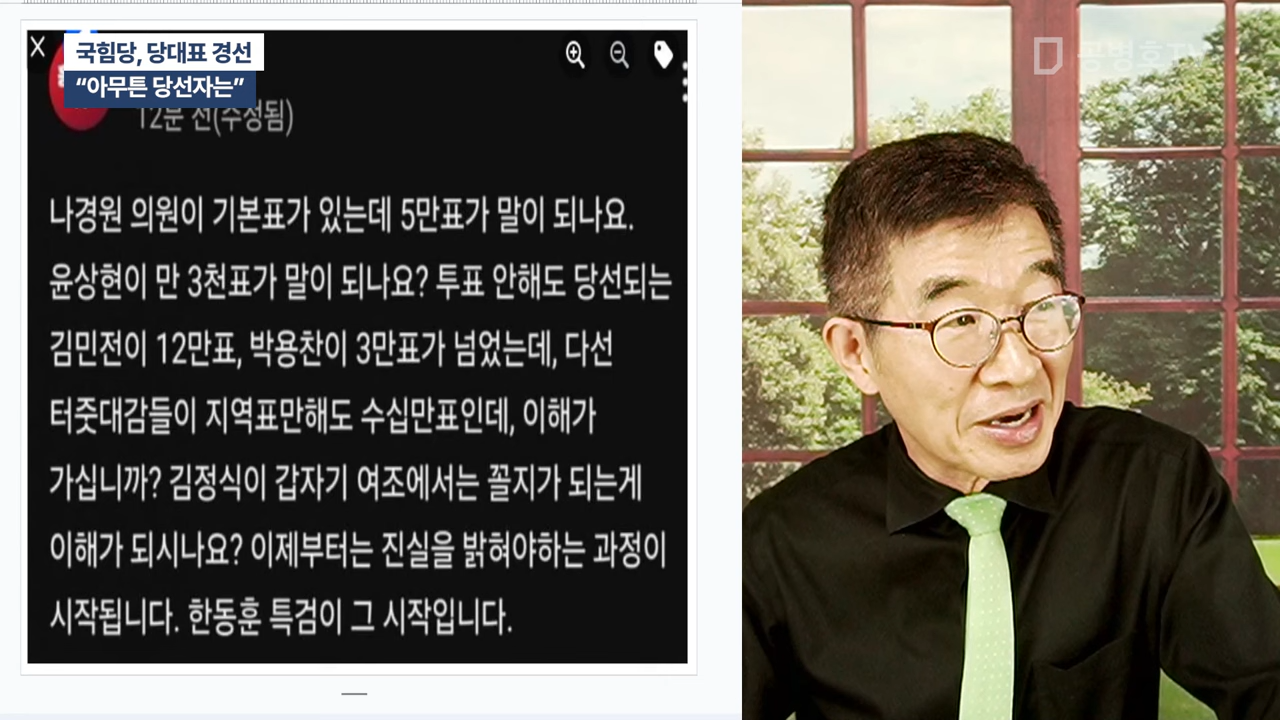 국힘당, 당대표 경선
“아무튼 당선자는”
12분 전(수정됨)
나경원 의원이 기본표가 있는데 5만표가 말이 되나요.
윤상현이 만 3천표가 말이 되나요? 투표 안해도 당선되는
김민전이 12만표, 박용찬이 3만표가 넘었는데, 다선
터줏대감들이 지역표만해도 수십만표인데, 이해가
가십니까? 김정식이 갑자기 여조에서는 꼴지가 되는게
이해가 되시나요? 이제부터는 진실을 밝혀야하는 과정이
시작됩니다. 한동훈 특검이 그 시작입니다.
공병호TV